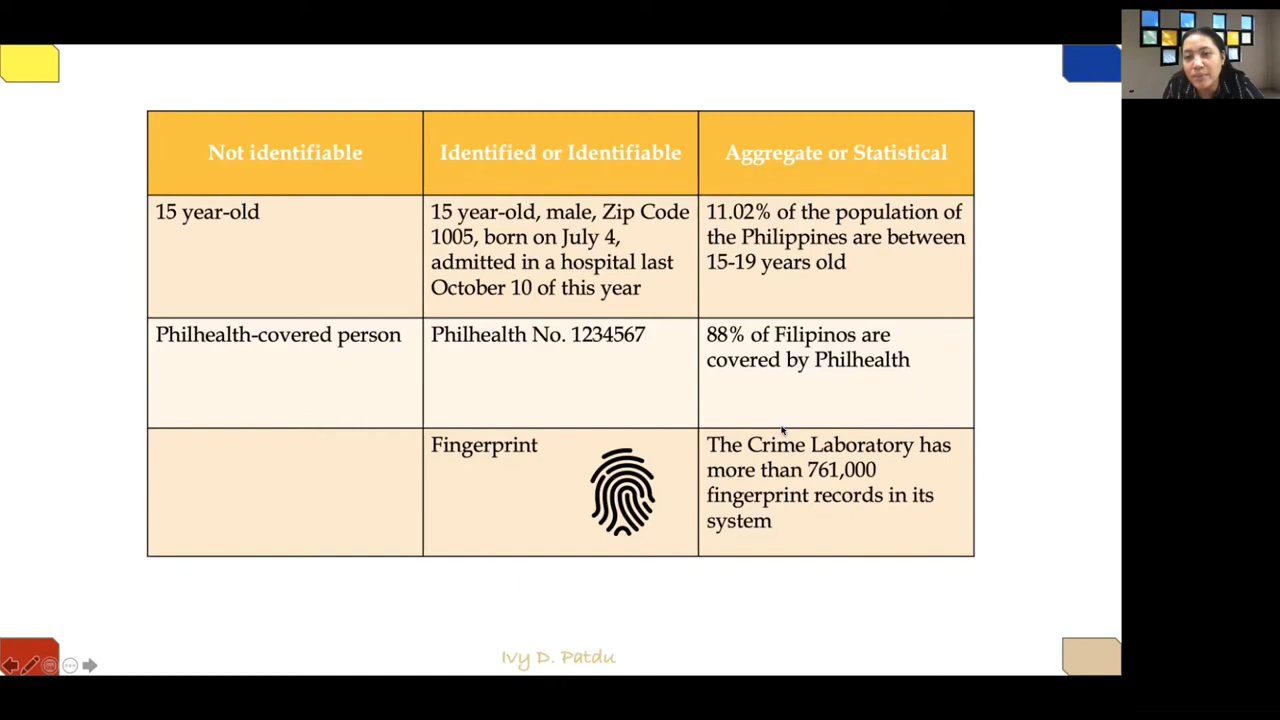 Not identifiable
Identified or Identifiable
Aggregate or Statistical
15 year-old
15 year-old, male, Zip Code
1005, born on July 4,
admitted in a hospital last
October 10 of this year
11.02% of the population of
the Philippines are between
15-19 years old
Philhealth-covered person
Philhealth No. 1234567
88% of Filipinos are
covered by Philhealth
Fingerprint
The Crime Laboratory has
more than 761,000
fingerprint records in its
system
Ivy D. Patdu